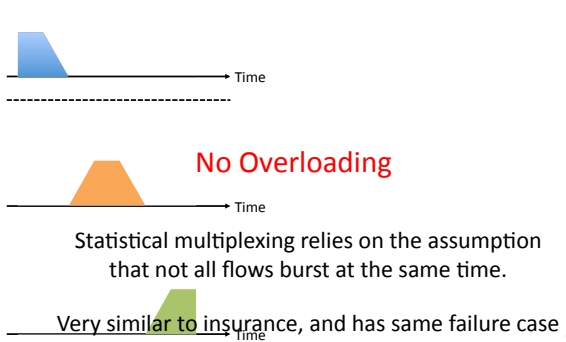 Time
No Overloading
Time
Statistical multiplexing relies on the assumption
that not all flows burst at the same time.
Very similar to insurance, and has same failure case
Time